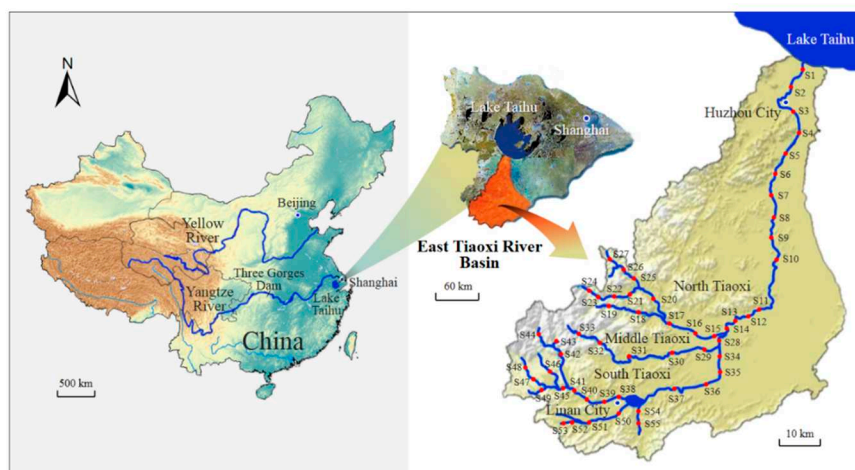 N
Beijing
Yellow
River
Three Gorges
Dam
Shanghai
Lake
Taihu
Yangtze
River
China
500 km
Lake Taihu
Shanghai
East Tiaoxi River
Basin
60 km
Lake Taihu
S1
S2
Huzhou City
S3
S4
S5
S6
S7
S8
S9
S10
S27
S26
S25
S24
S22
S23
S21
S20
North Tiaoxi
S19
S18
S17
S16
S15
S13
S14
S11
S12
S28
S44
S43
S42
S33
S32
Middle Tiaoxi
S31
S30
S29
S34
S35
S48
S46
S47
S49
S45
S41
S40
South Tiaoxi
S39
S38
S37
S36
Linan City
S53
S52
S51
S50
S54
S55
10 km